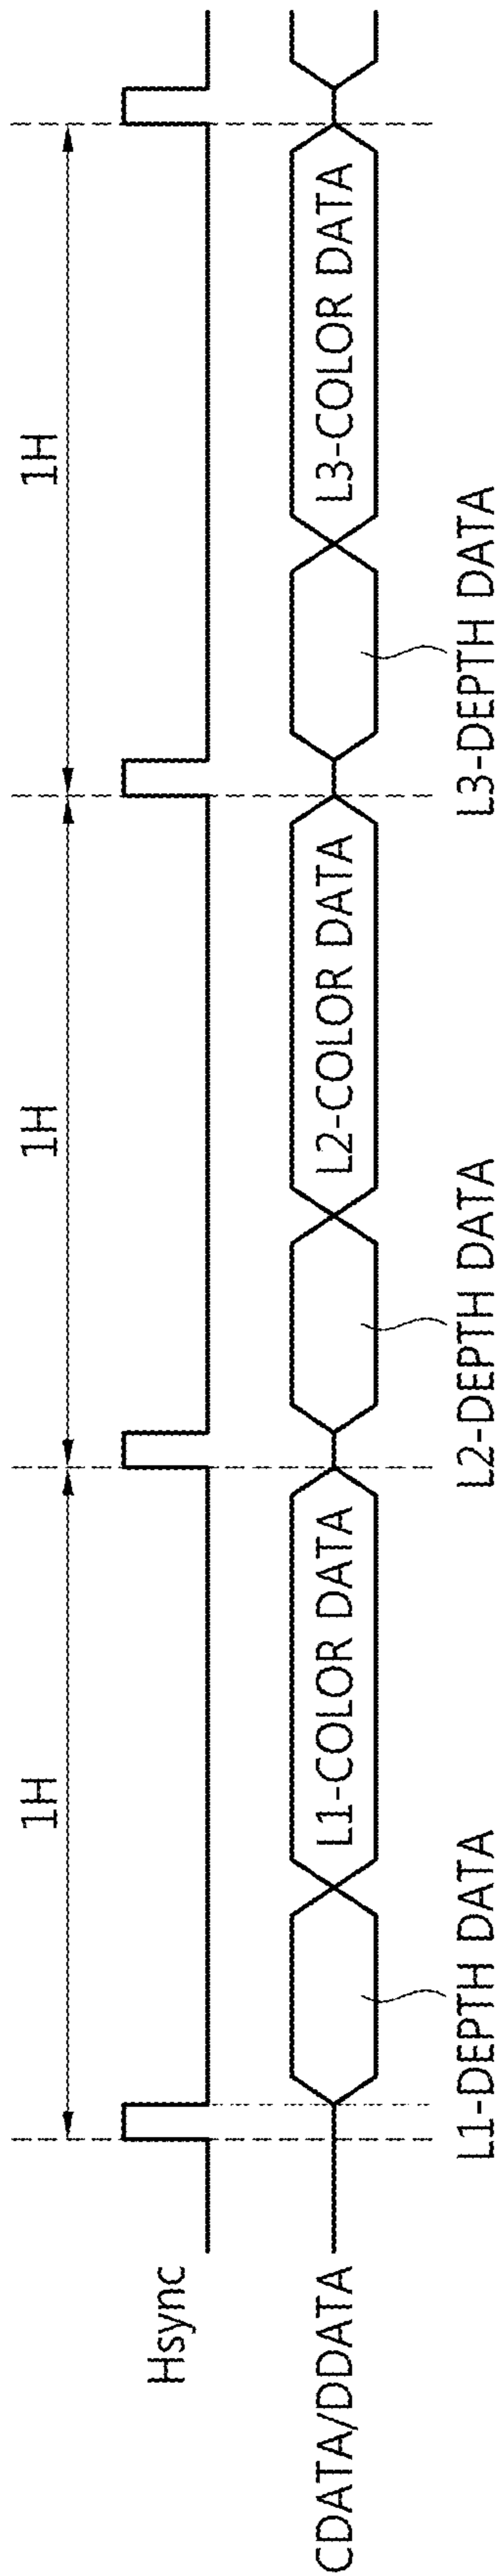 1H
1H
1H
Hsync
CDATA/DDATA
L1-COLOR DATA
L2-COLOR DATA
L3-COLOR DATA
L1-DEPTH DATA
L2-DEPTH DATA
L3-DEPTH DATA